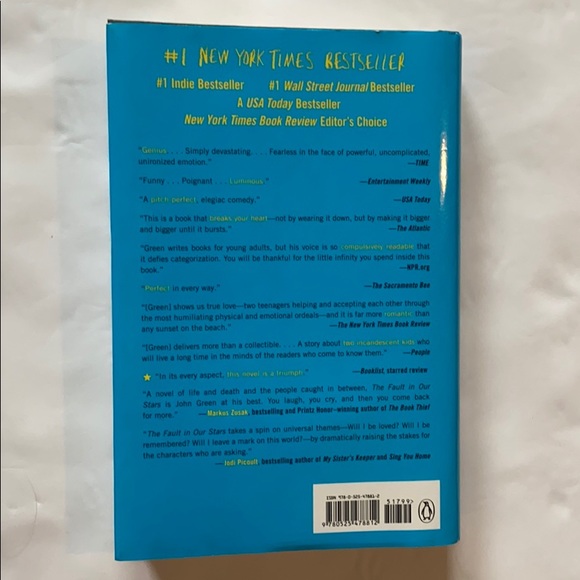 #1 NEW YORK TIMES BESTSELLER
#1 Indie Bestseller #1 Wall Street Journal Bestseller
A USA Today Bestseller
New York Times Book Review Editor's Choice
"Genius . . . Simply devastating. . . . Fearless in the face of powerful, uncomplicated,
unironized emotion." —TIME
"Funny . . . Poignant . . . Luminous." —Entertainment Weekly
"A pitch perfect, elegiac comedy." —USA Today
"This is a book that breaks your heart—not by wearing it down, but by making it bigger
and bigger until it bursts." —The Atlantic
"Green writes books for young adults, but his voice is so compulsively readable that
it defies categorization. You will be thankful for the little infinity you spend inside this
book." —NPR.org
"Perfect in every way." —The Sacramento Bee
"[Green] shows us true love—two teenagers helping and accepting each other through
the most humiliating physical and emotional ordeals—and it is far more romantic than
any sunset on the beach." —The New York Times Book Review
"[Green] delivers more than a collectible. . . . A story about two incandescent kids who
will live a long time in the minds of the readers who come to know them." —People
"In its every aspect, this novel is a triumph." —Booklist, starred review
"A novel of life and death and the people caught in between, The Fault in Our
Stars is John Green at his best. You laugh, you cry, and then you come back
for more." —Markus Zusak, bestselling and Printz Honor–winning author of The Book Thief
"The Fault in Our Stars takes a spin on universal themes—Will I be loved? Will I be
remembered? Will I leave a mark on this world?—by dramatically raising the stakes for
the characters who are asking."
—Jodi Picoult, bestselling author of My Sister's Keeper and Sing You Home
ISBN 978-0-525-47881-2
51799>
9 780525 478812